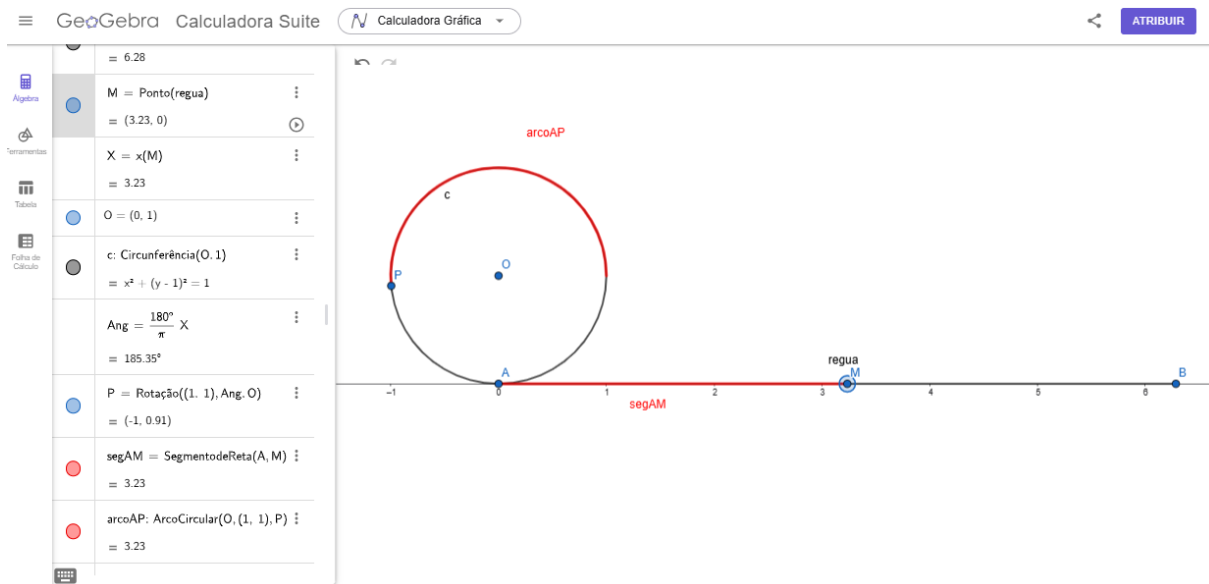 GeoGebra Calculadora Suite Calculadora Gráfica ATRIBUIR
Álgebra
Ferramentas
Tabela
Folha de
Cálculo
= 6.28
M = Ponto(regua)
= (3.23, 0)
X = x(M)
= 3.23
O = (0, 1)
c: Circunferência(O, 1)
= x² + (y - 1)² = 1
Ang = 180°/π X
= 185.35°
P = Rotação((1, 1), Ang, O)
= (-1, 0.91)
segAM = SegmentodeReta(A, M)
= 3.23
arcoAP: ArcoCircular(O, (1, 1), P)
= 3.23
arcoAP
c
O
P
regua
A M B
-1 0 1 2 3 4 5 6
segAM